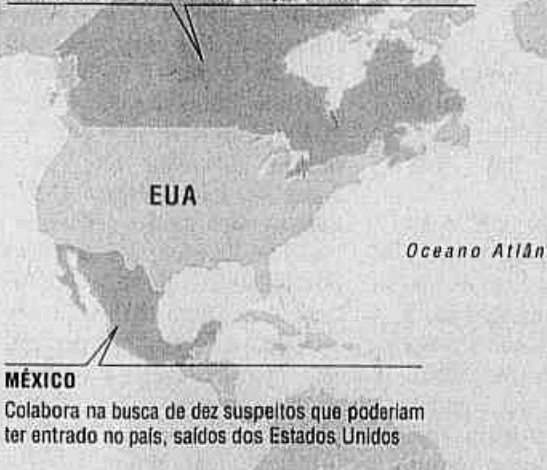 EUA
Oceano Atlân
MÉXICO
Colabora na busca de dez suspeitos que poderiam
ter entrado no país, saídos dos Estados Unidos